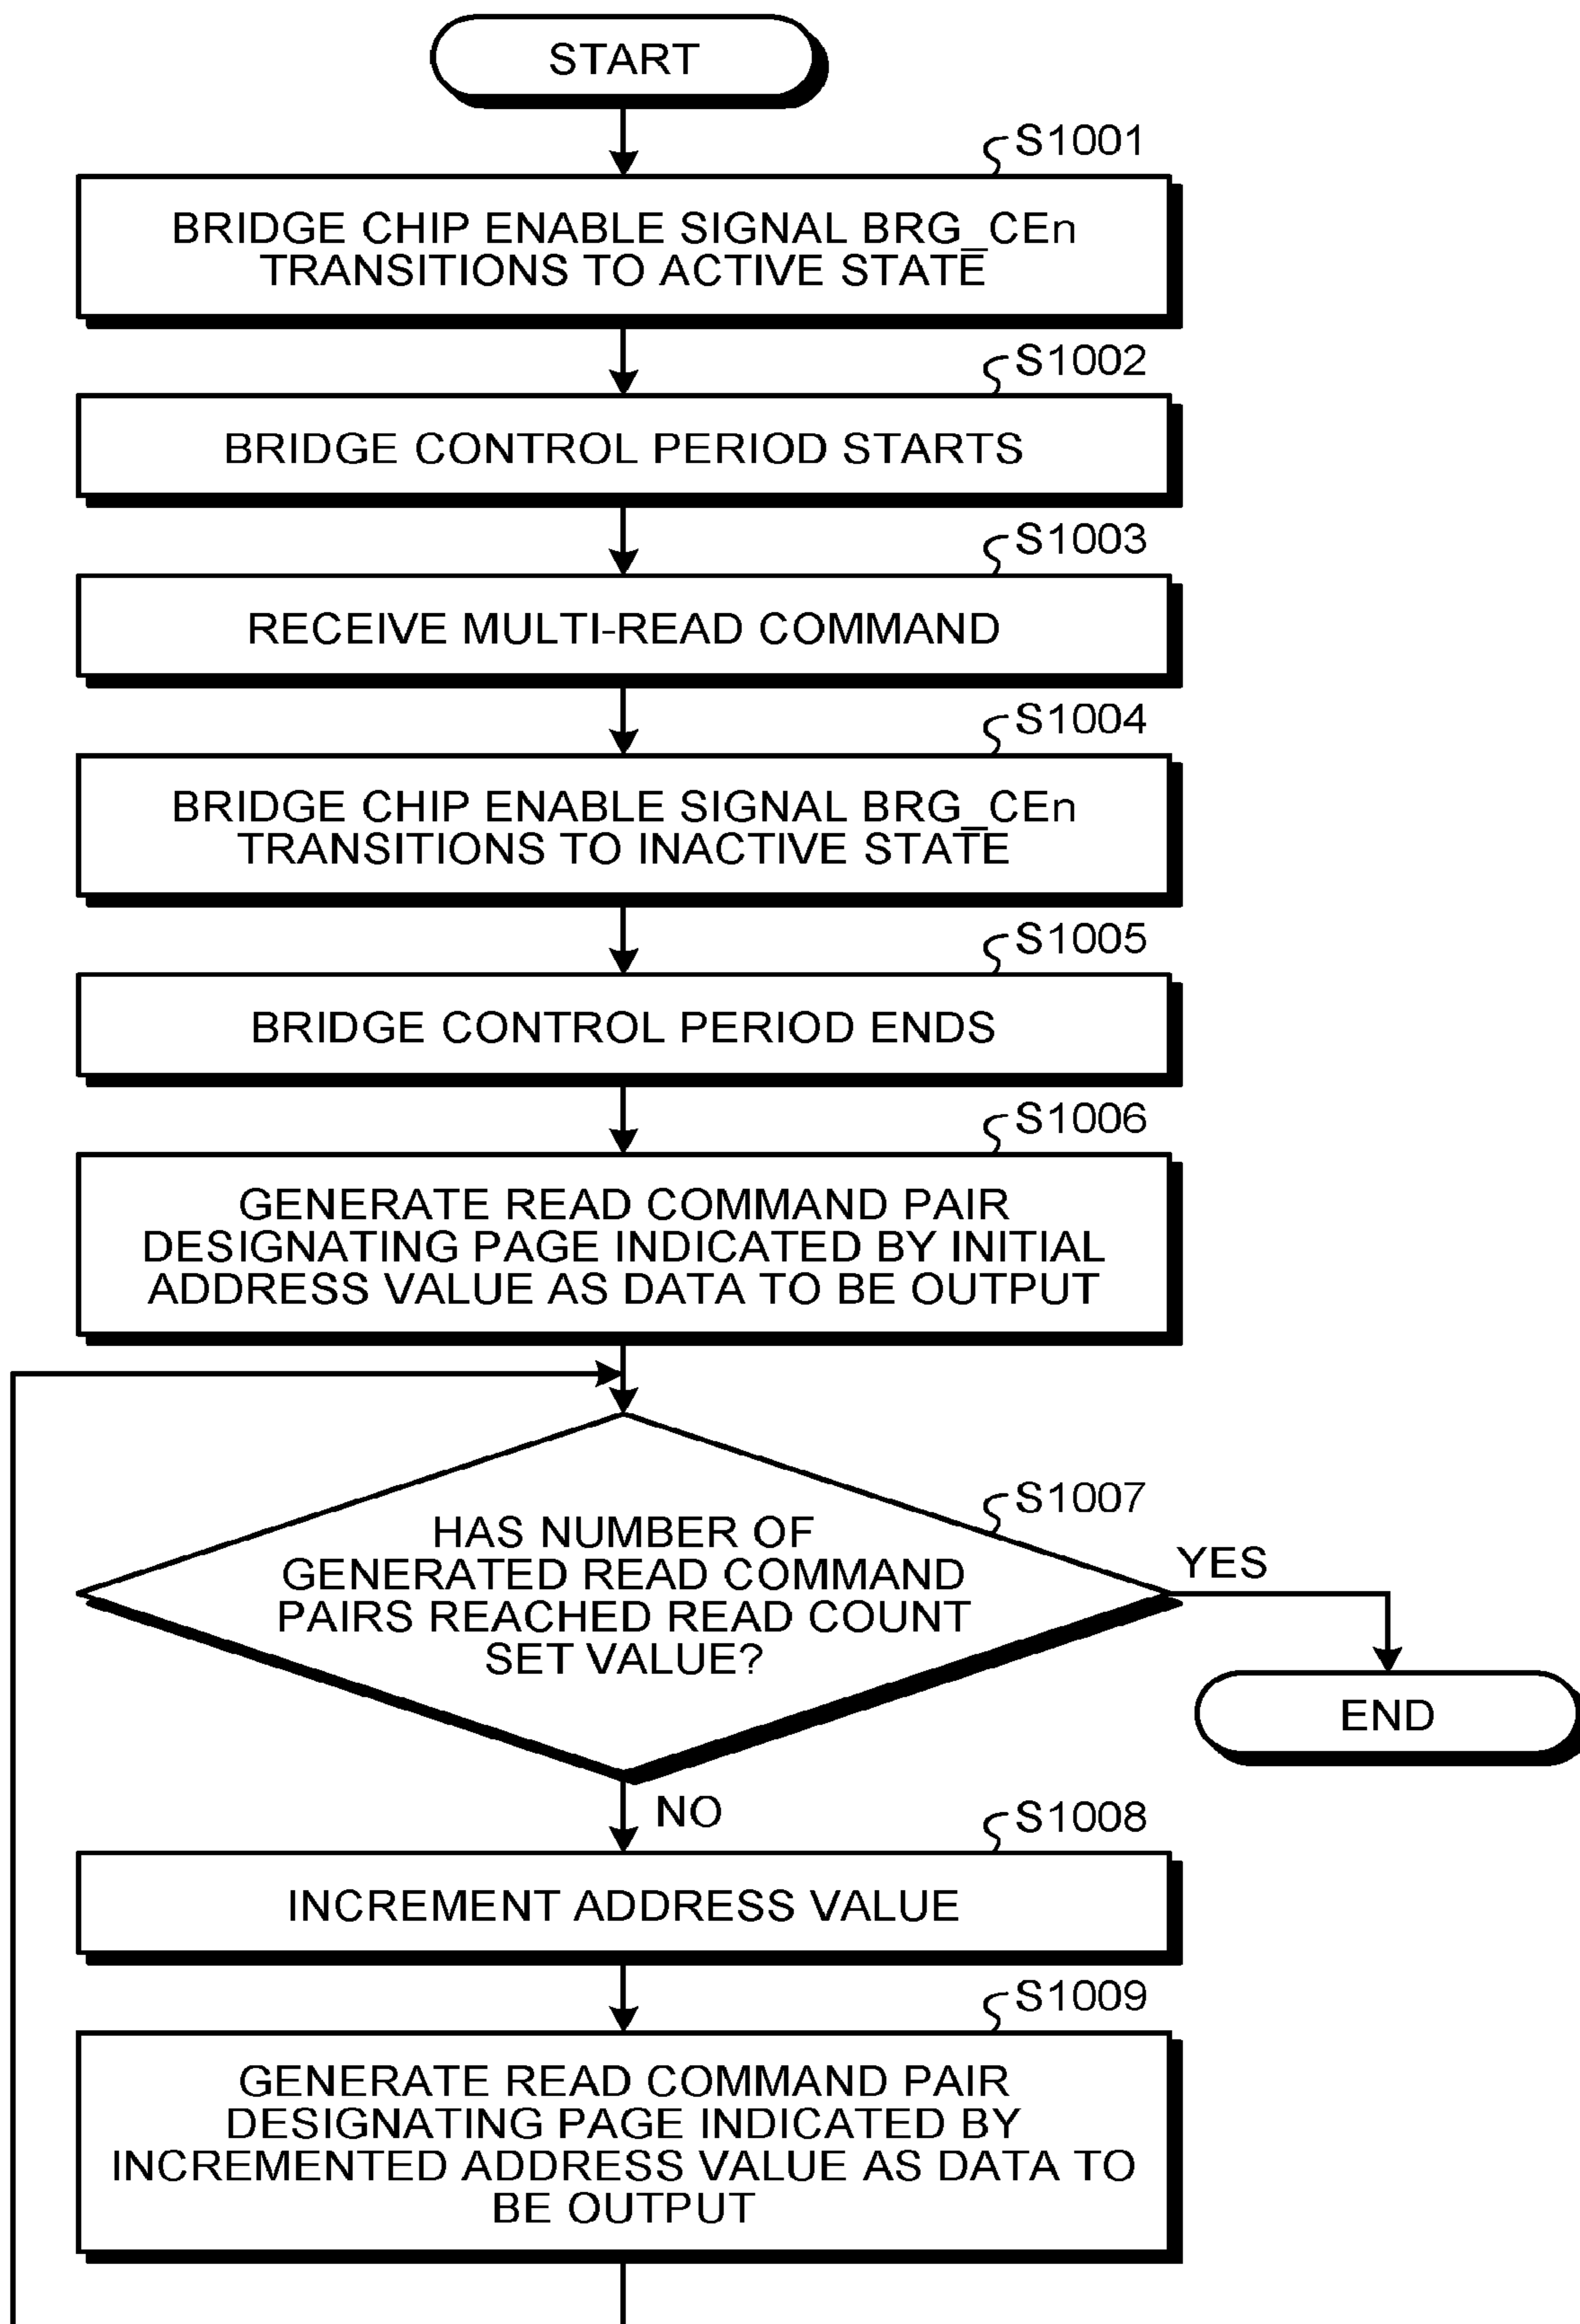 START
S1001
BRIDGE CHIP ENABLE SIGNAL BRG_CEn
TRANSITIONS TO ACTIVE STATE
S1002
BRIDGE CONTROL PERIOD STARTS
S1003
RECEIVE MULTI-READ COMMAND
S1004
BRIDGE CHIP ENABLE SIGNAL BRG_CEn
TRANSITIONS TO INACTIVE STATE
S1005
BRIDGE CONTROL PERIOD ENDS
S1006
GENERATE READ COMMAND PAIR
DESIGNATING PAGE INDICATED BY INITIAL
ADDRESS VALUE AS DATA TO BE OUTPUT
S1007
HAS NUMBER OF
GENERATED READ COMMAND
PAIRS REACHED READ COUNT
SET VALUE?
YES
END
NO
S1008
INCREMENT ADDRESS VALUE
S1009
GENERATE READ COMMAND PAIR
DESIGNATING PAGE INDICATED BY
INCREMENTED ADDRESS VALUE AS DATA TO
BE OUTPUT